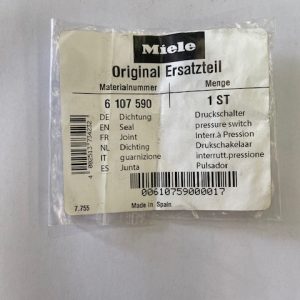 Miele
Original Ersatzteil
Materialnummer Menge
6 107 590 1 ST
DE Dichtung Druckschalter
EN Seal pressure switch
FR Joint Interr.à Pression
NL Dichting Drukschakelaar
IT guarnizione interrutt.pressione
ES Junta Pulsador
00610759000017
7.755 Made in Spain